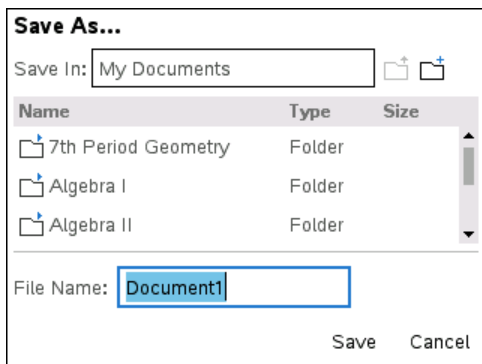 Save As...
Save In: My Documents
Name Type Size
7th Period Geometry Folder
Algebra I Folder
Algebra II Folder
File Name: Document1
Save Cancel